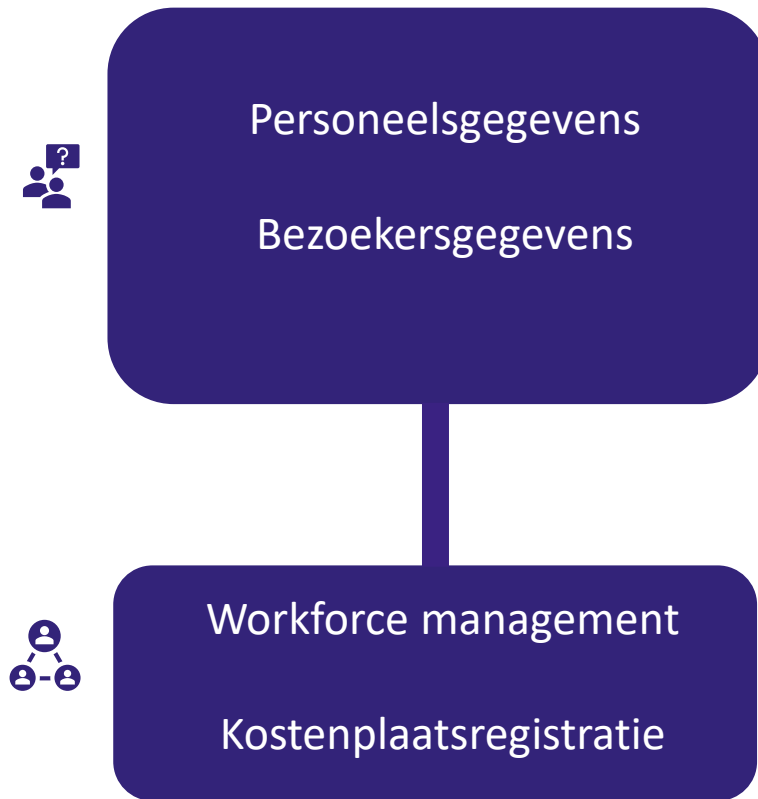 ?
Personeelsgegevens
Bezoekersgegevens
Workforce management
Kostenplaatsregistratie